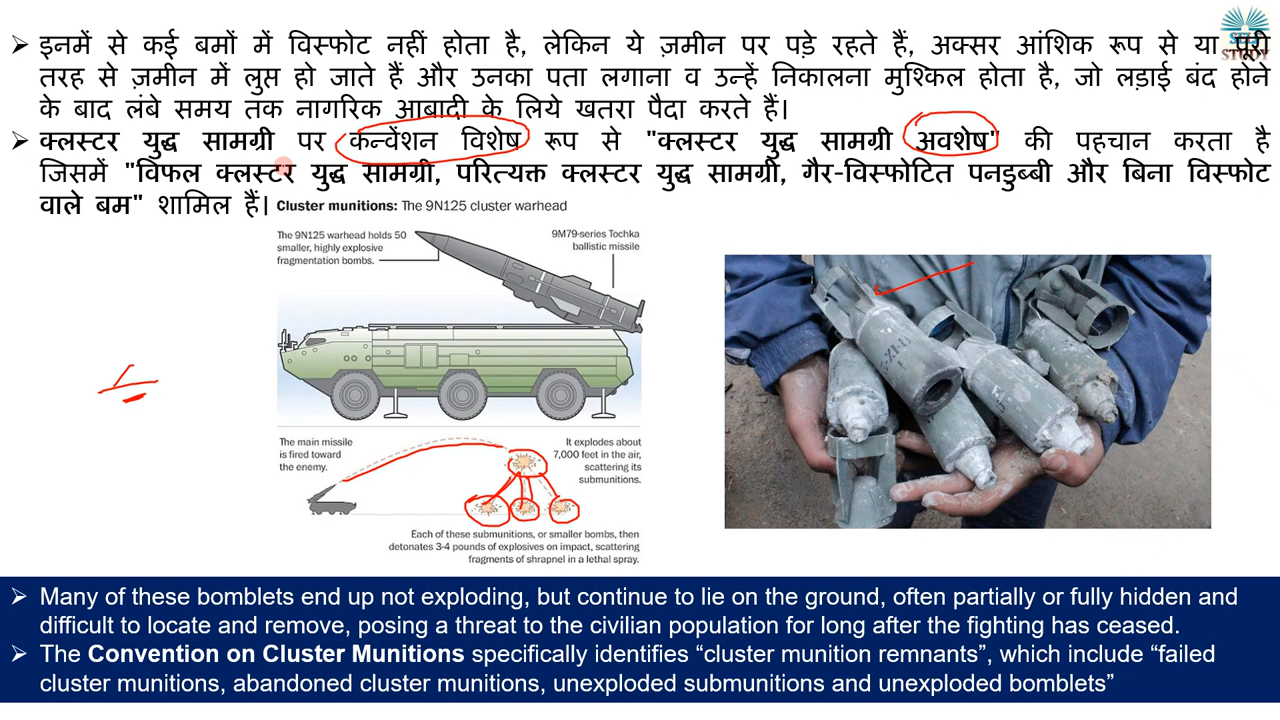 ➢ इनमें से कई बमों में विस्फोट नहीं होता है, लेकिन ये ज़मीन पर पड़े रहते हैं, अक्सर आंशिक रूप से या पूरी
तरह से ज़मीन में लुप्त हो जाते हैं और उनका पता लगाना व उन्हें निकालना मुश्किल होता है, जो लड़ाई बंद होने
के बाद लंबे समय तक नागरिक आबादी के लिये खतरा पैदा करते हैं।
➢ क्लस्टर युद्ध सामग्री पर कन्वेंशन विशेष रूप से "क्लस्टर युद्ध सामग्री अवशेष" की पहचान करता है
जिसमें "विफल क्लस्टर युद्ध सामग्री, परित्यक्त क्लस्टर युद्ध सामग्री, गैर-विस्फोटित पनडुब्बी और बिना विस्फोट
वाले बम" शामिल हैं|
STUDY
Cluster munitions: The 9N125 cluster warhead
The 9N125 warhead holds 50
smaller, highly explosive
fragmentation bombs.
9M79-series Tochka
ballistic missile
The main missile
is fired toward
the enemy.
It explodes about
7,000 feet in the air,
scattering its
submunitions.
Each of these submunitions, or smaller bombs, then
detonates 3-4 pounds of explosives on impact, scattering
fragments of shrapnel in a lethal spray.
➢ Many of these bomblets end up not exploding, but continue to lie on the ground, often partially or fully hidden and
difficult to locate and remove, posing a threat to the civilian population for long after the fighting has ceased.
➢ The Convention on Cluster Munitions specifically identifies “cluster munition remnants”, which include “failed
cluster munitions, abandoned cluster munitions, unexploded submunitions and unexploded bomblets”